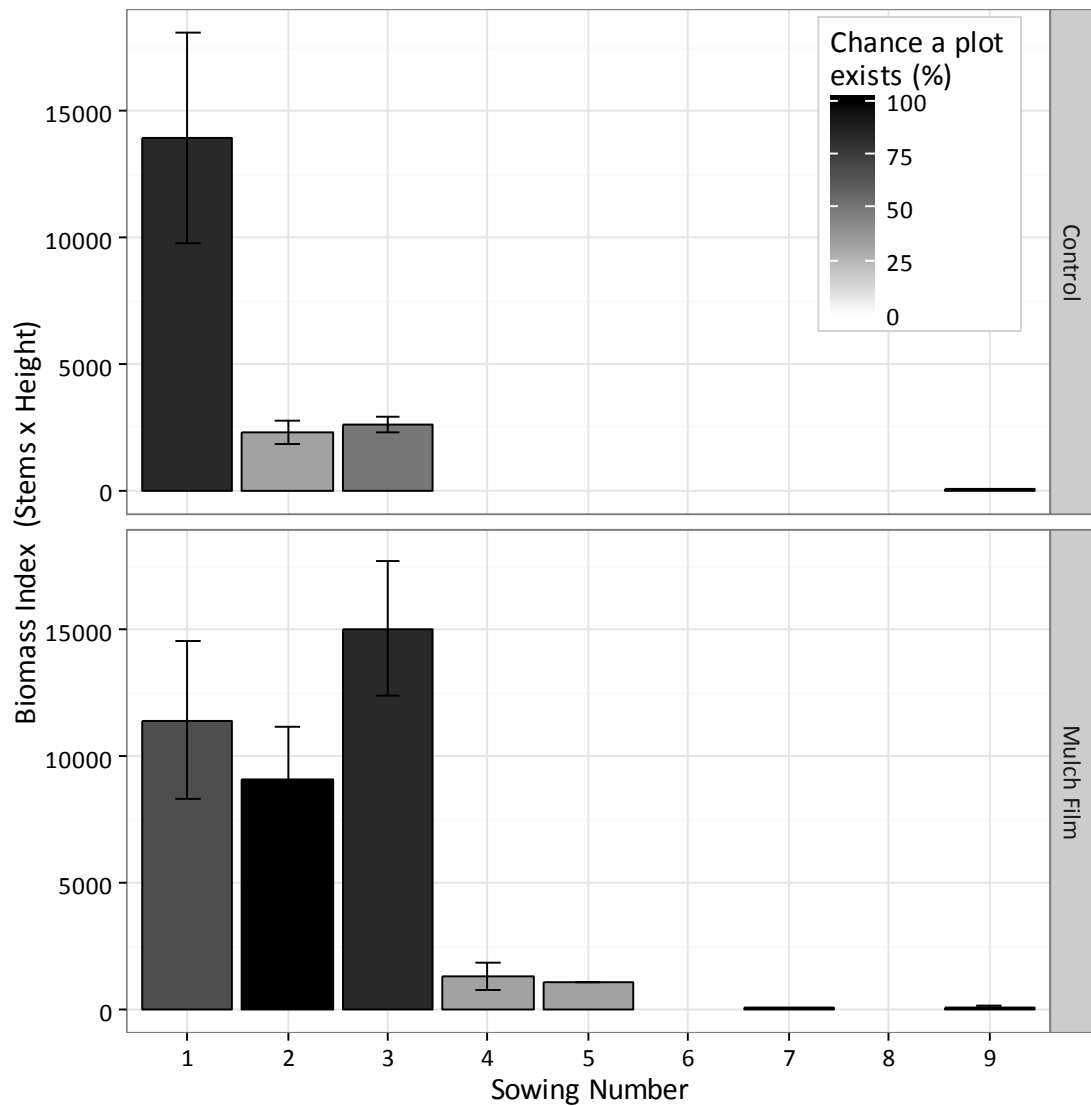 Chance a plot
exists (%)
100
75
50
25
0
15000
10000
5000
0
Control
15000
10000
5000
0
Mulch Film
Biomass Index (Stems x Height)
1 2 3 4 5 6 7 8 9
Sowing Number